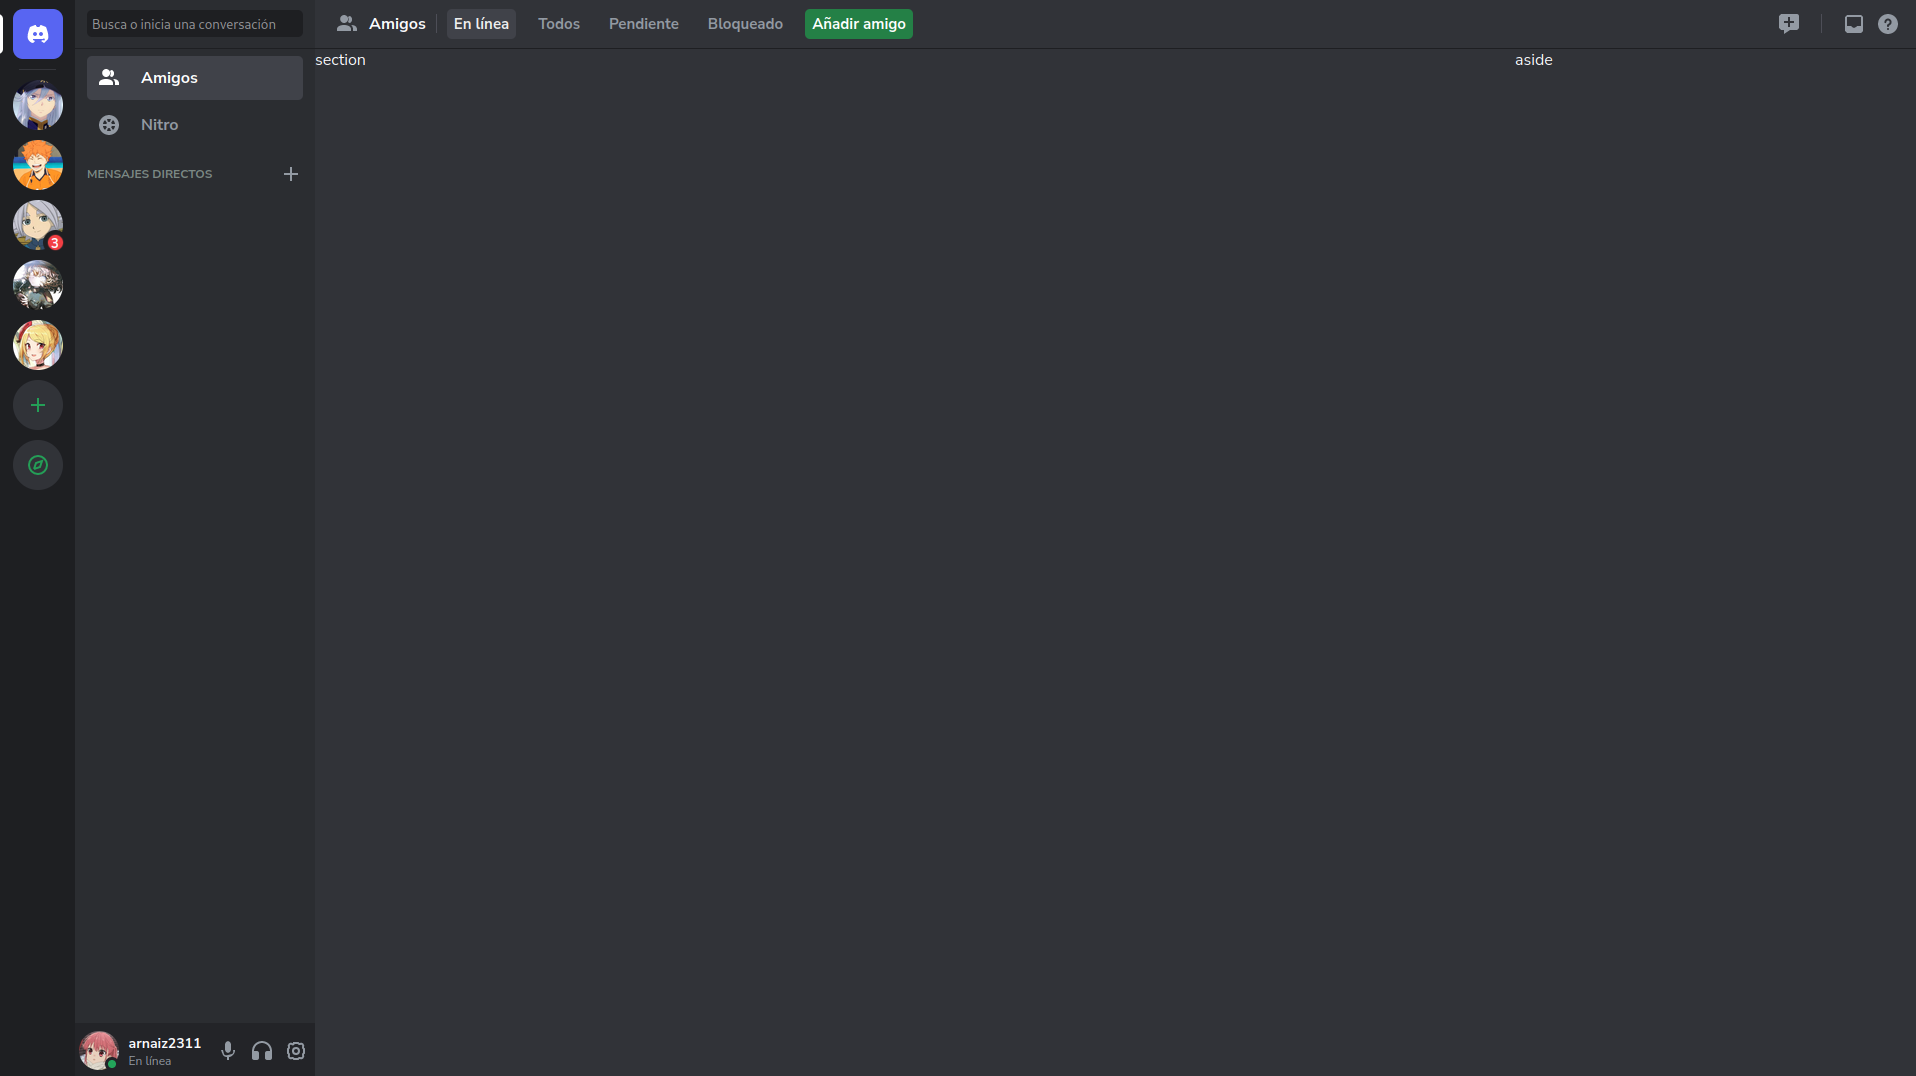 Busca o inicia una conversación
Amigos
Nitro
MENSAJES DIRECTOS
3
arnaiz2311
En línea
Amigos
En línea
Todos
Pendiente
Bloqueado
Añadir amigo
section
aside